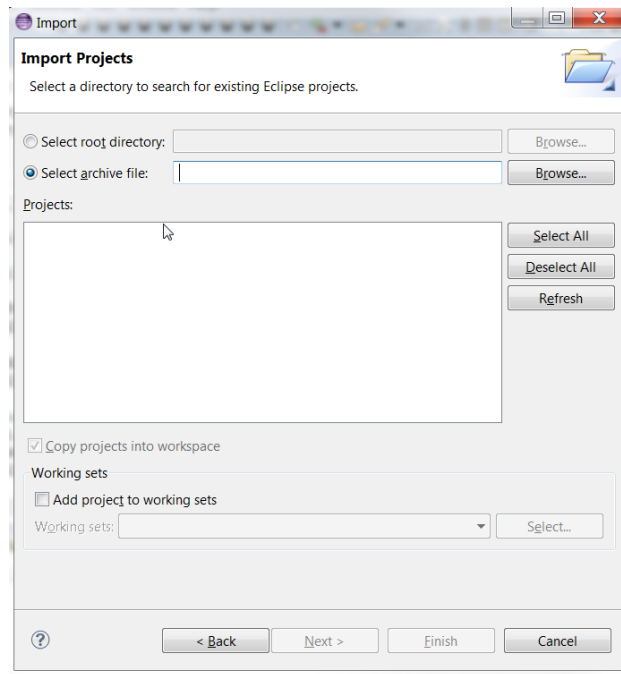 Import
Import Projects
Select a directory to search for existing Eclipse projects.
Select root directory:
Browse...
Select archive file:
Browse...
Projects:
Select All
Deselect All
Refresh
Copy projects into workspace
Working sets
Add project to working sets
Working sets:
Select...
?
< Back
Next >
Finish
Cancel